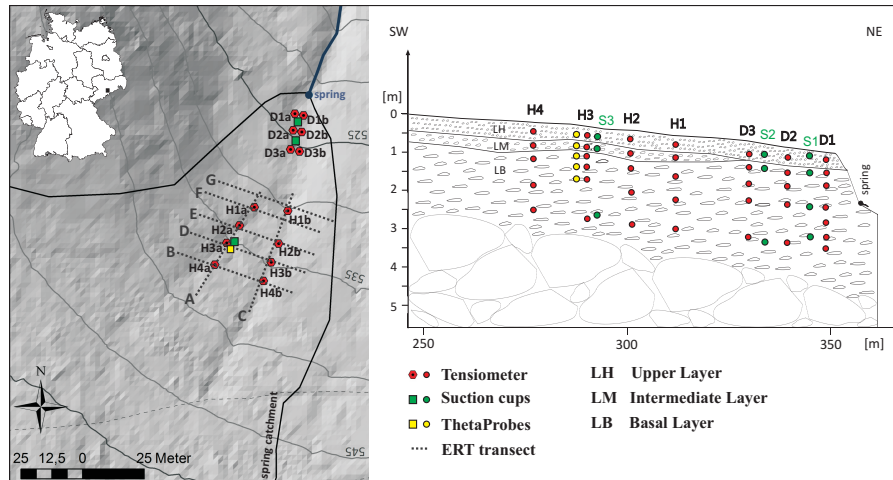 spring
D1a
D1b
D2a
D2b
D3a
D3b
525
G
F
E
D
B
A
C
H1a
H1b
H2a
H2b
H3a
H3b
H4a
H4b
535
545
N
spring catchment
25 12,5 0 25 Meter
SW NE
[m]
0
1
2
3
4
5
H4 H3 S3 H2 H1 D3 S2 D2 S1 D1
LH
LM
LB
spring
250 300 350 [m]
Tensiometer LH Upper Layer
Suction cups LM Intermediate Layer
ThetaProbes LB Basal Layer
ERT transect